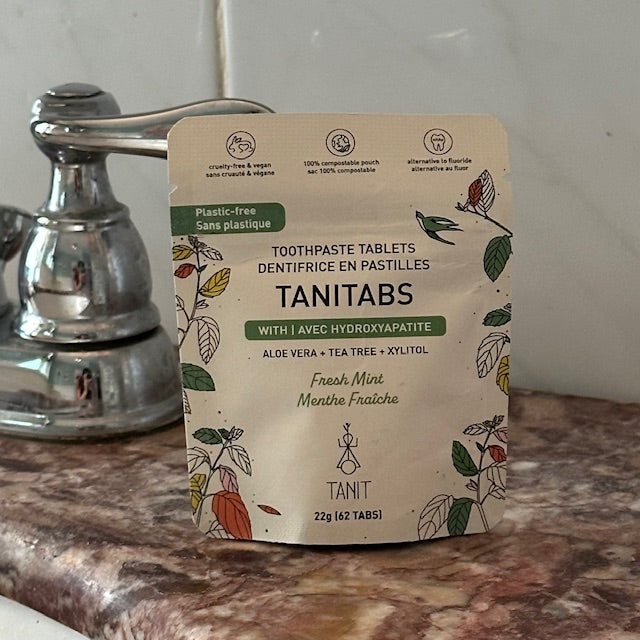 cruelty-free & vegan
sans cruauté & végane
100% compostable pouch
sac 100% compostable
alternative to fluoride
alternative au fluor
Plastic-free
Sans plastique
TOOTHPASTE TABLETS
DENTIFRICE EN PASTILLES
TANITABS
WITH | AVEC HYDROXYAPATITE
ALOE VERA + TEA TREE + XYLITOL
Fresh Mint
Menthe Fraîche
TANIT
22g (62 TABS)